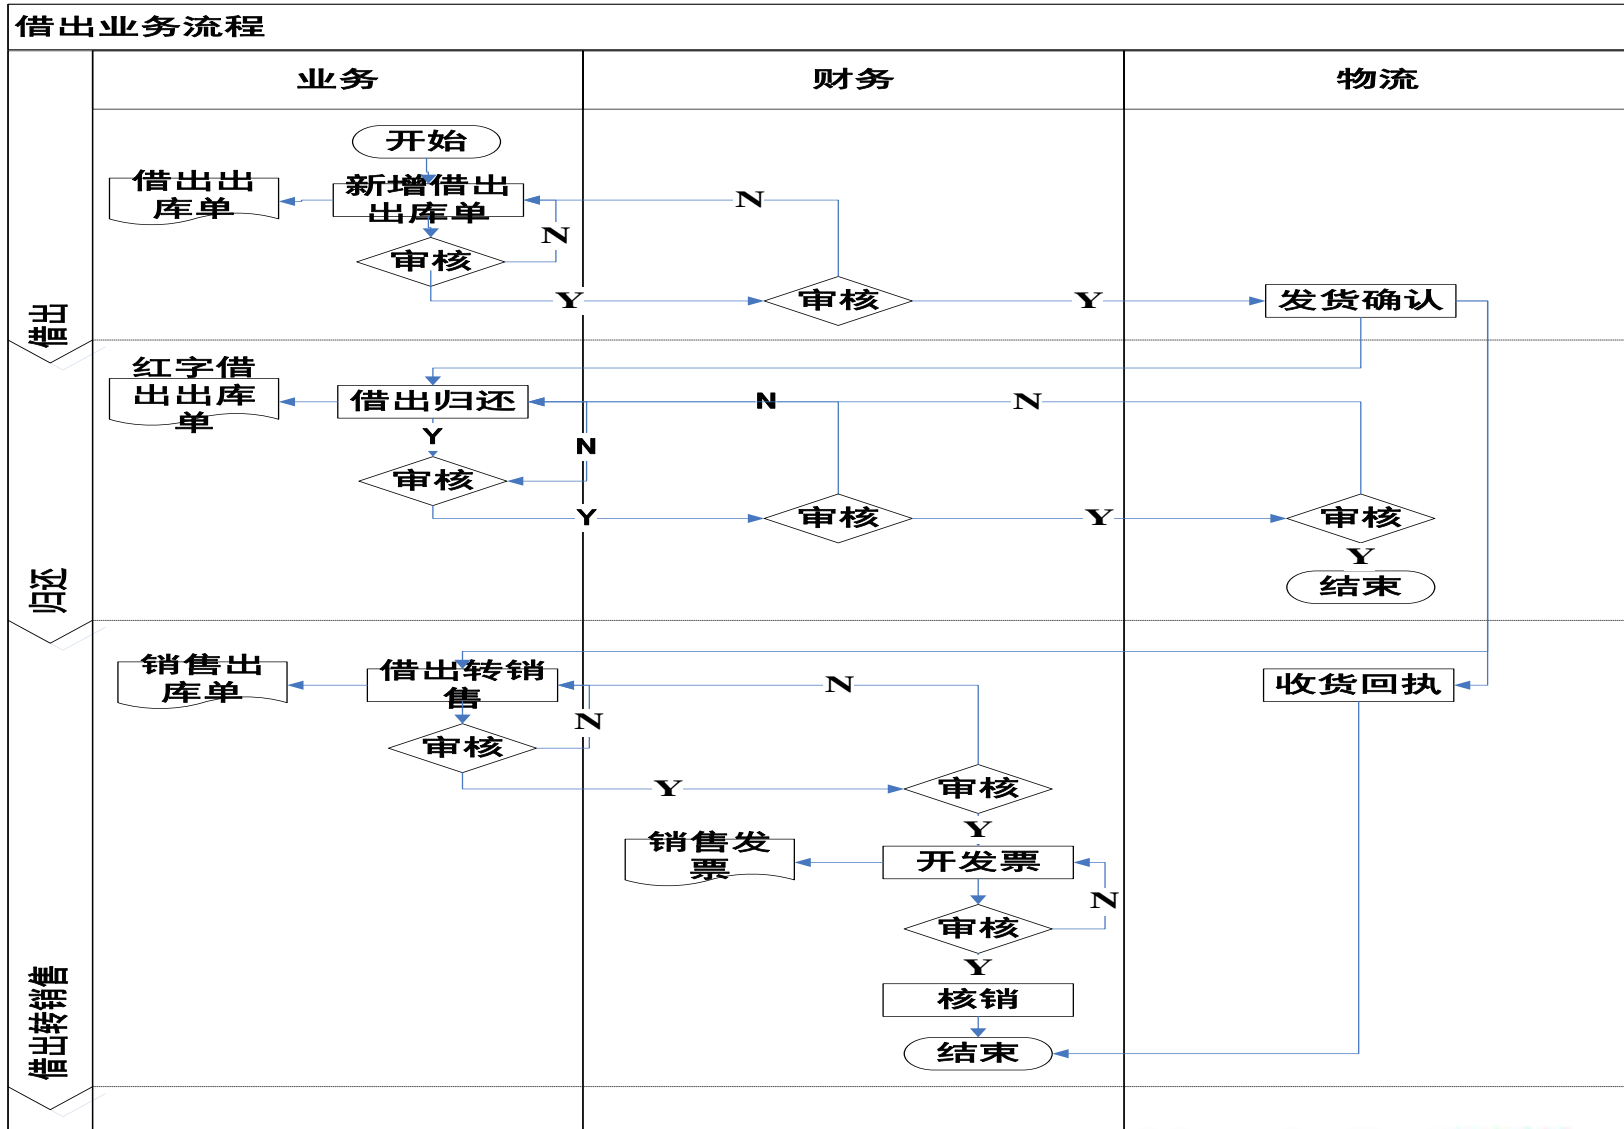 借出业务流程
业务
财务
物流
借出
开始
借出出
库单
新增借出
出库单
N
N
审核
Y
审核
Y
发货确认
归还
红字借
出出库
单
借出归还
N
N
Y
N
审核
Y
审核
Y
审核
Y
结束
借出转销售
销售出
库单
借出转销
售
N
N
收货回执
审核
Y
审核
Y
销售发
票
开发票
N
审核
Y
核销
结束